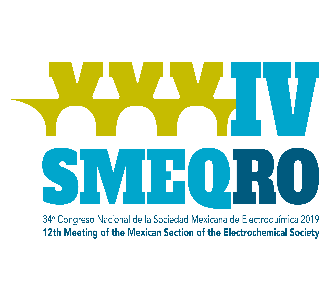 XXXIV
SMEQRO
34º Congreso Nacional de la Sociedad Mexicana de Electroquímica 2019
12th Meeting of the Mexican Section of the Electrochemical Society